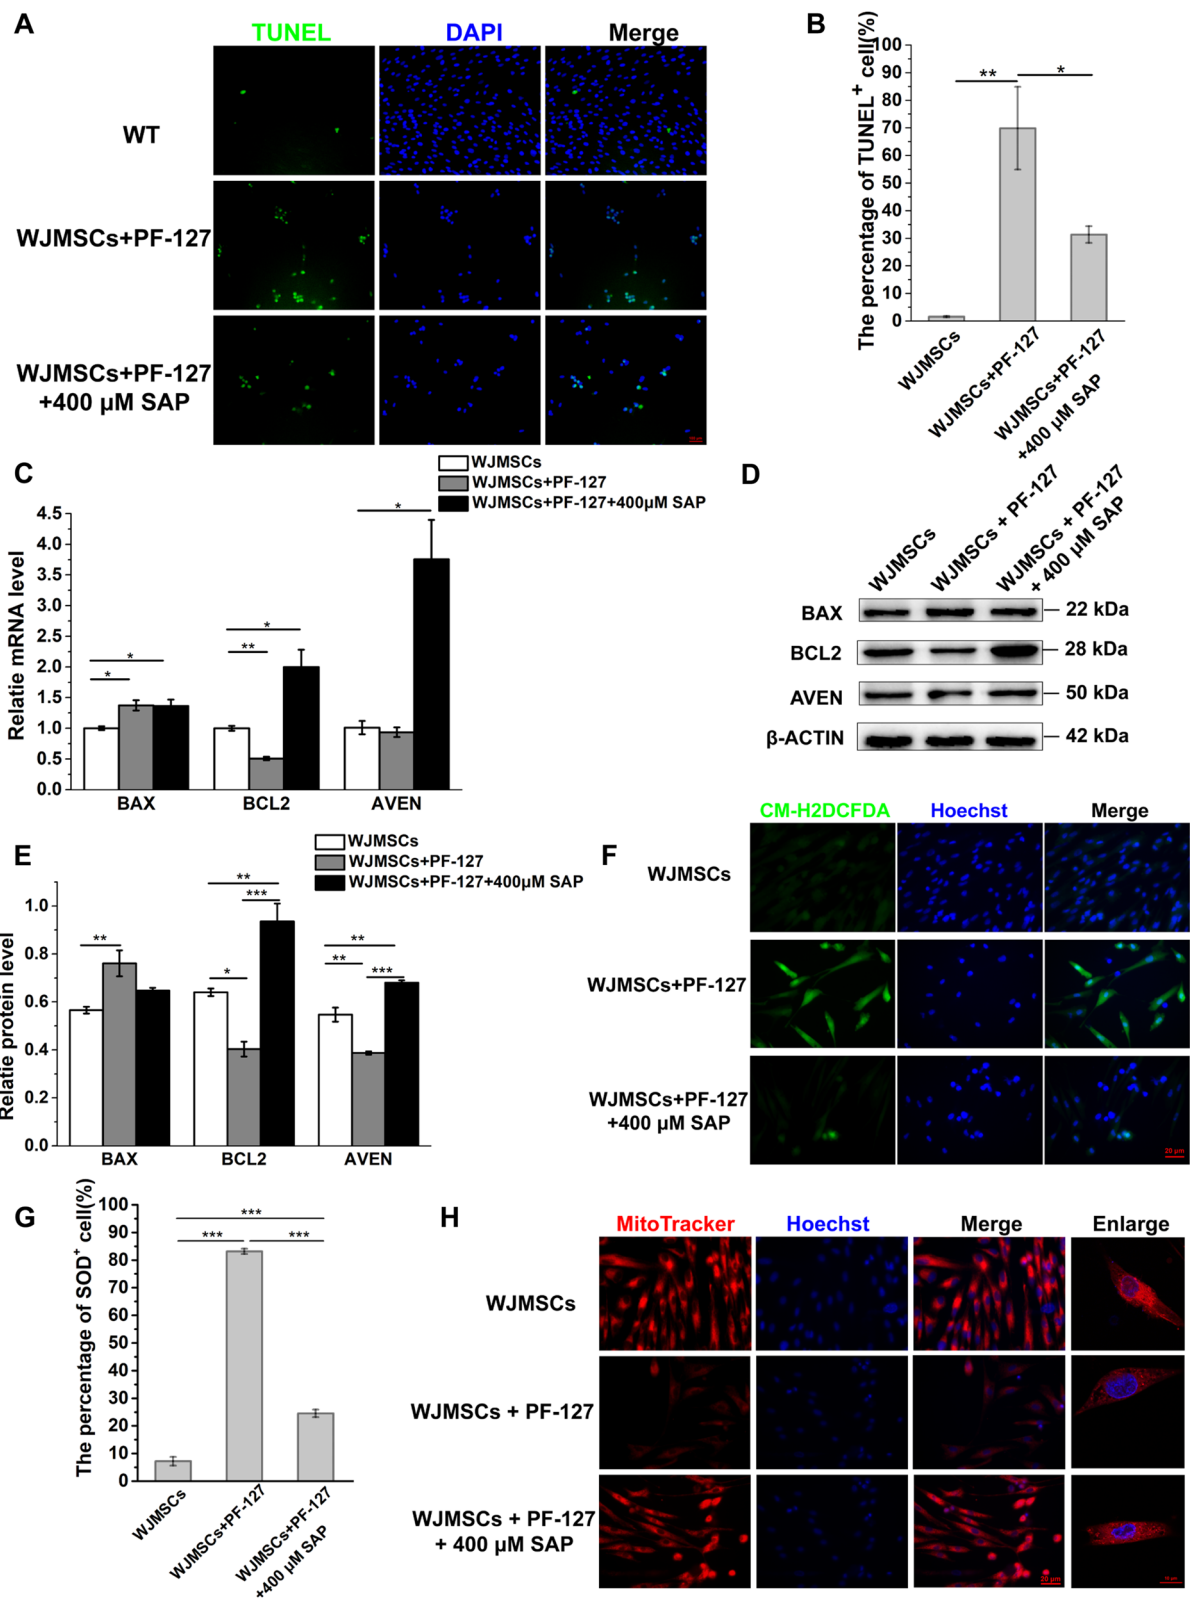 A
TUNEL
DAPI
Merge
WT
WJMSCs+PF-127
WJMSCs+PF-127
+400 μM SAP
B
The percentage of TUNEL+ cell(%)
100
90
80
70
60
50
40
30
20
10
0
**
*
WJMSCs
WJMSCs+PF-127
WJMSCs+PF-127
+400 μM SAP
C
WJMSCs
WJMSCs+PF-127
WJMSCs+PF-127+400μM SAP
Relatie mRNA level
4.5
4.0
3.5
3.0
2.5
2.0
1.5
1.0
0.5
0.0
*
*
*
**
*
BAX
BCL2
AVEN
D
WJMSCs
WJMSCs + PF-127
WJMSCs + PF-127
+ 400 μM SAP
BAX
22 kDa
BCL2
28 kDa
AVEN
50 kDa
β-ACTIN
42 kDa
E
WJMSCs
WJMSCs+PF-127
WJMSCs+PF-127+400μM SAP
Relatie protein level
1.0
0.8
0.6
0.4
0.2
0.0
**
**
***
*
**
**
***
BAX
BCL2
AVEN
F
CM-H2DCFDA
Hoechst
Merge
WJMSCs
WJMSCs+PF-127
WJMSCs+PF-127
+400 μM SAP
20 μm
G
The percentage of SOD+ cell(%)
100
90
80
70
60
50
40
30
20
10
0
***
***
***
WJMSCs
WJMSCs+PF-127
WJMSCs+PF-127
+400 μM SAP
H
MitoTracker
Hoechst
Merge
Enlarge
WJMSCs
WJMSCs + PF-127
WJMSCs + PF-127
+ 400 μM SAP
20 μm